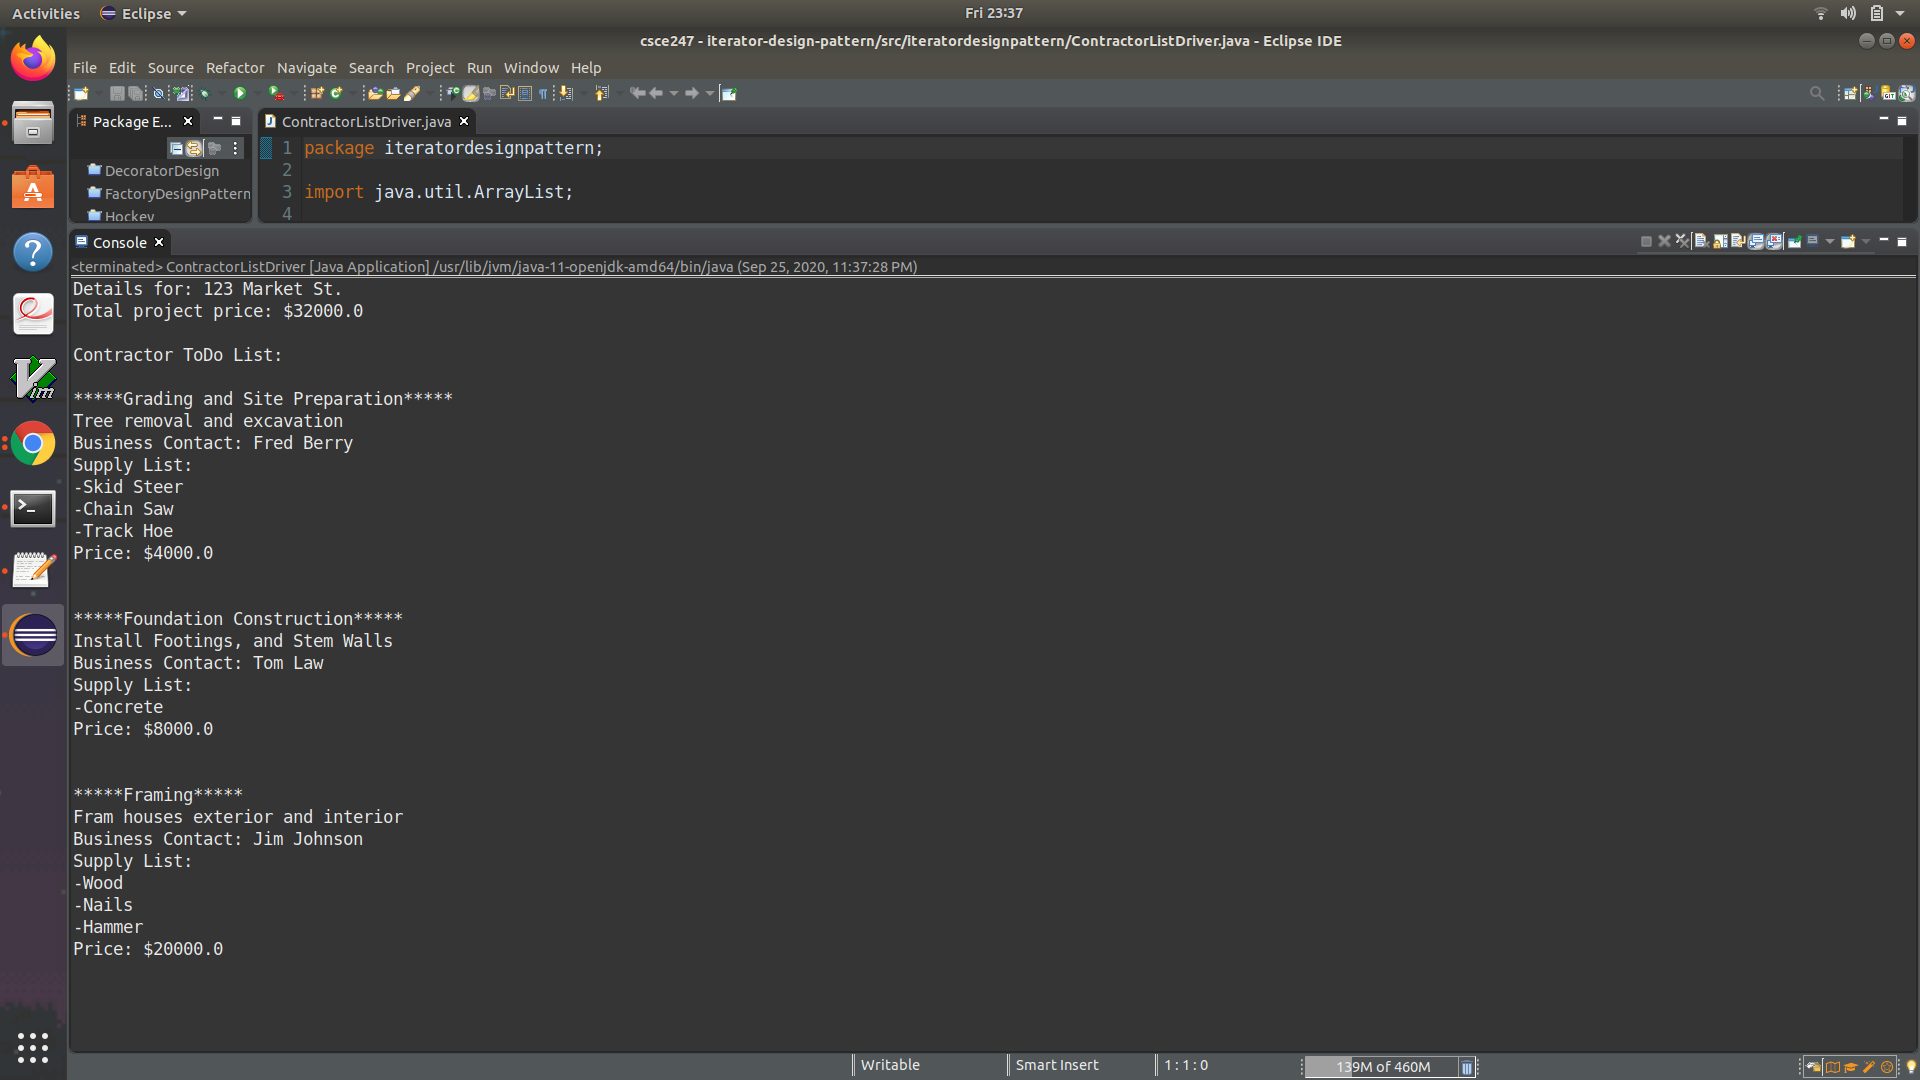 Activities Eclipse Fri 23:37
csce247 - iterator-design-pattern/src/iteratordesignpattern/ContractorListDriver.java - Eclipse IDE
File Edit Source Refactor Navigate Search Project Run Window Help
Package E... ContractorListDriver.java
DecoratorDesign
FactoryDesignPattern
Hockey
1 package iteratordesignpattern;
2
3 import java.util.ArrayList;
4
Console
<terminated> ContractorListDriver [Java Application] /usr/lib/jvm/java-11-openjdk-amd64/bin/java (Sep 25, 2020, 11:37:28 PM)
Details for: 123 Market St.
Total project price: $32000.0
Contractor ToDo List:
*****Grading and Site Preparation*****
Tree removal and excavation
Business Contact: Fred Berry
Supply List:
-Skid Steer
-Chain Saw
-Track Hoe
Price: $4000.0
*****Foundation Construction*****
Install Footings, and Stem Walls
Business Contact: Tom Law
Supply List:
-Concrete
Price: $8000.0
*****Framing*****
Fram houses exterior and interior
Business Contact: Jim Johnson
Supply List:
-Wood
-Nails
-Hammer
Price: $20000.0
Writable Smart Insert 1 : 1 : 0 139M of 460M